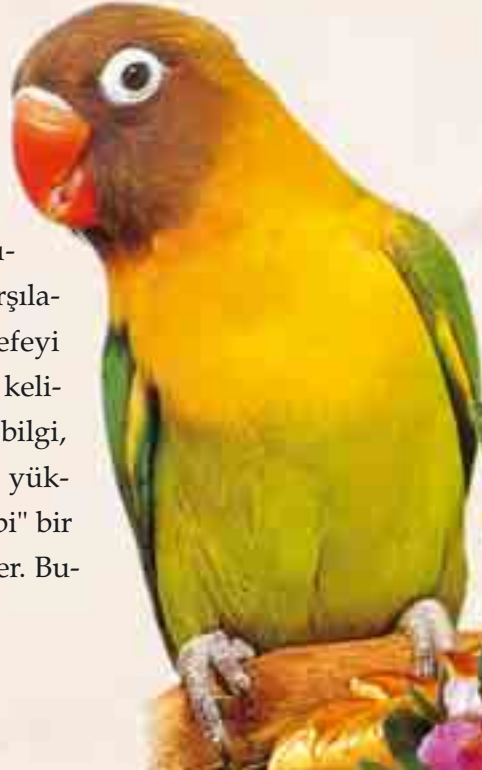 ı-
rşıla-
efeyi
keli-
bilgi,
yük-
bi" bir
er. Bu-